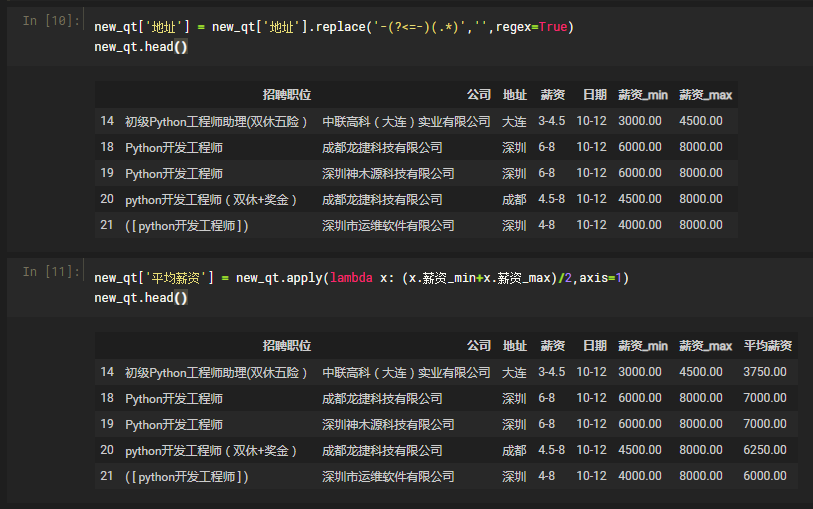 In [10]:
new_qt['地址'] = new_qt['地址'].replace('-(?<=-)(.*)','',regex=True)
new_qt.head()
招聘职位 公司 地址 薪资 日期 薪资_min 薪资_max
14 初级Python工程师助理(双休五险） 中联高科（大连）实业有限公司 大连 3-4.5 10-12 3000.00 4500.00
18 Python开发工程师 成都龙捷科技有限公司 深圳 6-8 10-12 6000.00 8000.00
19 Python开发工程师 深圳神木源科技有限公司 深圳 6-8 10-12 6000.00 8000.00
20 python开发工程师（双休+奖金） 成都龙捷科技有限公司 成都 4.5-8 10-12 4500.00 8000.00
21 ([python开发工程师]) 深圳市运维软件有限公司 深圳 4-8 10-12 4000.00 8000.00
In [11]:
new_qt['平均薪资'] = new_qt.apply(lambda x: (x.薪资_min+x.薪资_max)/2,axis=1)
new_qt.head()
招聘职位 公司 地址 薪资 日期 薪资_min 薪资_max 平均薪资
14 初级Python工程师助理(双休五险） 中联高科（大连）实业有限公司 大连 3-4.5 10-12 3000.00 4500.00 3750.00
18 Python开发工程师 成都龙捷科技有限公司 深圳 6-8 10-12 6000.00 8000.00 7000.00
19 Python开发工程师 深圳神木源科技有限公司 深圳 6-8 10-12 6000.00 8000.00 7000.00
20 python开发工程师（双休+奖金） 成都龙捷科技有限公司 成都 4.5-8 10-12 4500.00 8000.00 6250.00
21 ([python开发工程师]) 深圳市运维软件有限公司 深圳 4-8 10-12 4000.00 8000.00 6000.00